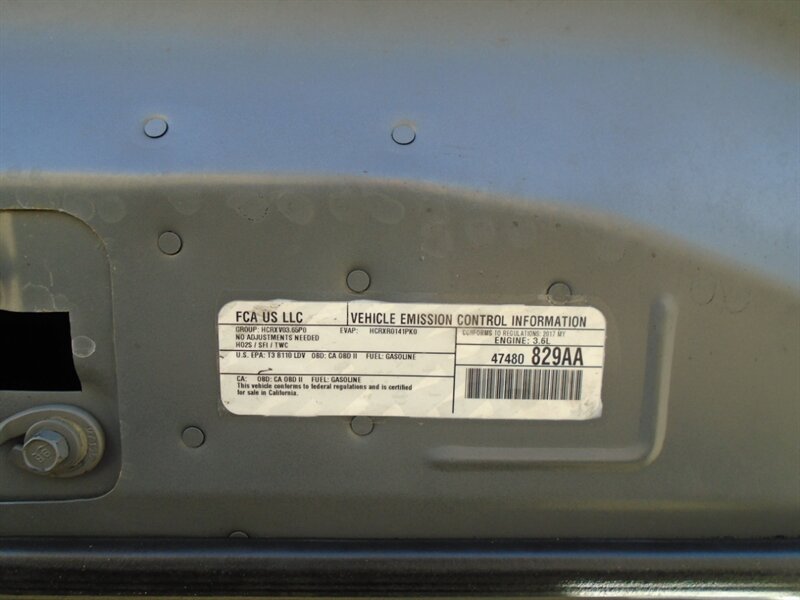 FCA US LLC
VEHICLE EMISSION CONTROL INFORMATION
GROUP: HCRXV03.65P0 EVAP: HCRXR0141PK0
NO ADJUSTMENTS NEEDED
HO2S / SFI / TWC
CONFORMS TO REGULATIONS: 2017 MY
ENGINE: 3.6L
U.S. EPA: T3 B110 LDV OBD: CA OBD II FUEL: GASOLINE
47480 829AA
CA: OBD: CA OBD II FUEL: GASOLINE
This vehicle conforms to federal regulations and is certified
for sale in California.